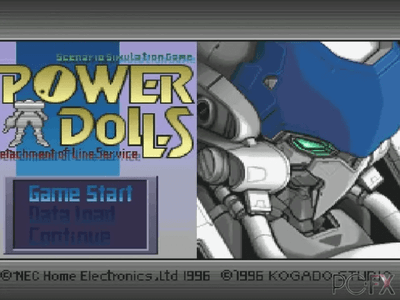 Scenario Simulation Game
POWER
DOLLS
Detachment of Line Service
Game Start
Data Load
Continue
©NEC Home Electronics,Ltd 1996 ©1996 KOGADO STUDIO
PCFX